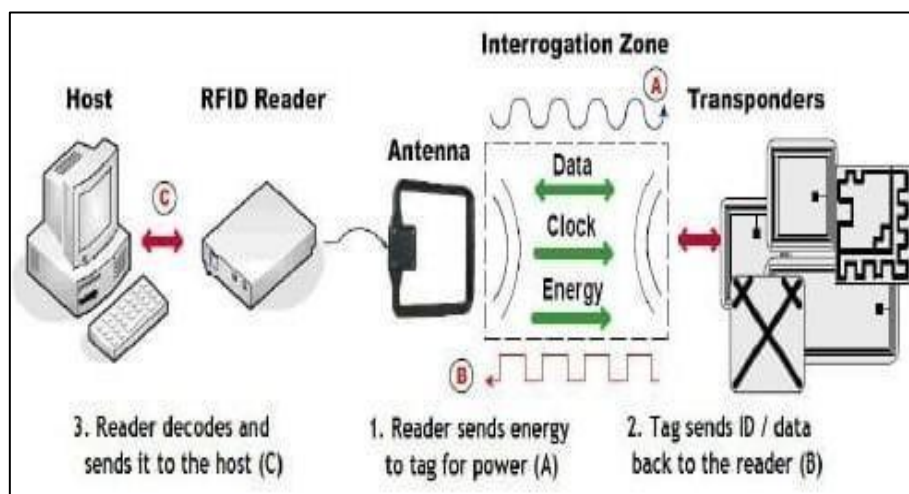 Interrogation Zone
Host
RFID Reader
A
Transponders
Antenna
C
Data
Clock
Energy
B
3. Reader decodes and
sends it to the host (C)
1. Reader sends energy
to tag for power (A)
2. Tag sends ID / data
back to the reader (B)